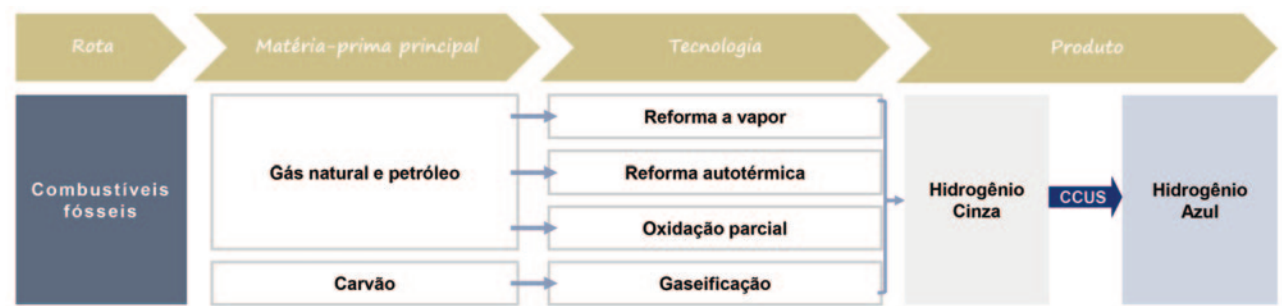 Rota
Matéria-prima principal
Tecnologia
Produto
Combustíveis
fósseis
Gás natural e petróleo
Carvão
Reforma a vapor
Reforma autotérmica
Oxidação parcial
Gaseificação
Hidrogênio
Cinza
CCUS
Hidrogênio
Azul